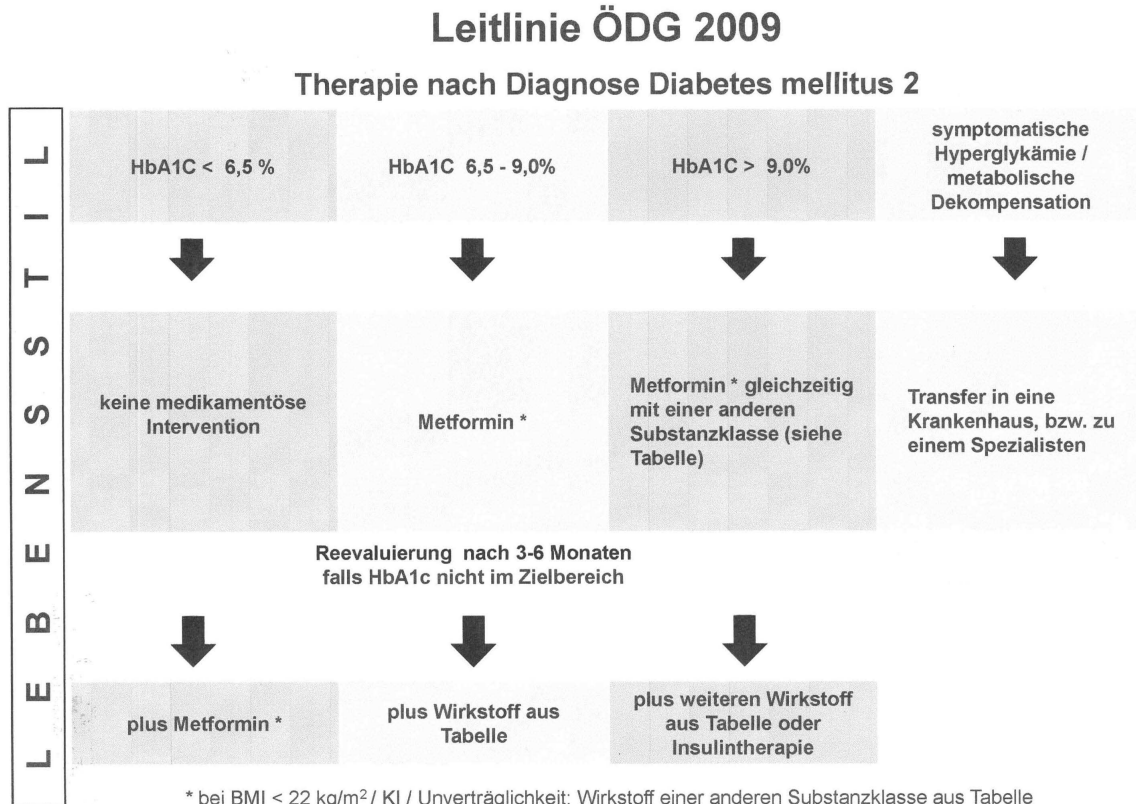 Leitlinie ÖDG 2009
Therapie nach Diagnose Diabetes mellitus 2
LEBENSSTIL
HbA1C < 6,5 %
HbA1C 6,5 - 9,0%
HbA1C > 9,0%
symptomatische
Hyperglykämie /
metabolische
Dekompensation
keine medikamentöse
Intervention
Metformin *
Metformin * gleichzeitig
mit einer anderen
Substanzklasse (siehe
Tabelle)
Transfer in eine
Krankenhaus, bzw. zu
einem Spezialisten
Reevaluierung nach 3-6 Monaten
falls HbA1c nicht im Zielbereich
plus Metformin *
plus Wirkstoff aus
Tabelle
plus weiteren Wirkstoff
aus Tabelle oder
Insulintherapie
* bei BMI < 22 kg/m² / KI / Unverträglichkeit: Wirkstoff einer anderen Substanzklasse aus Tabelle